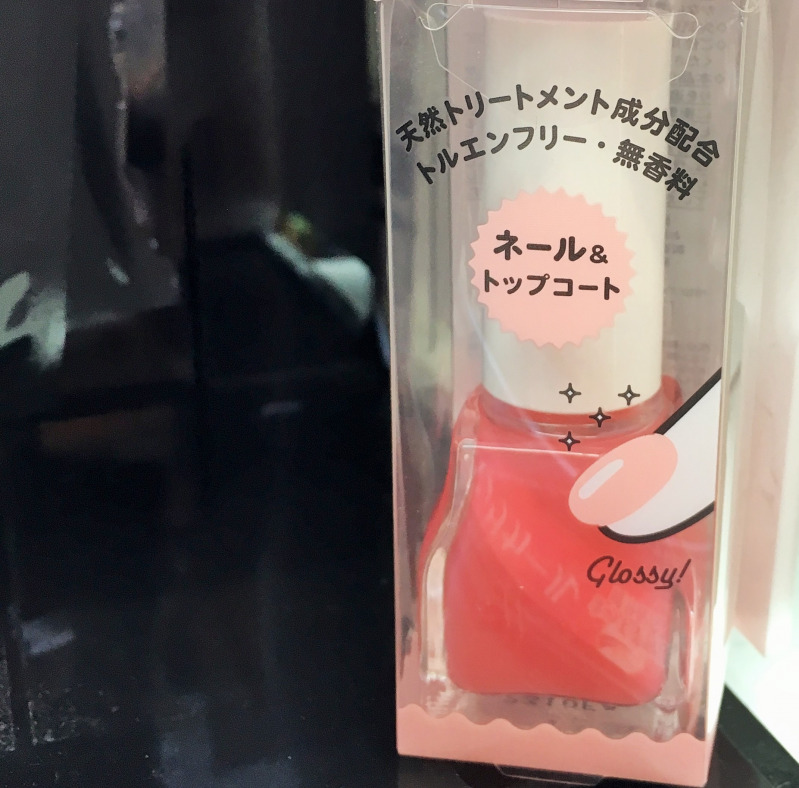 天然トリートメント成分配合
トルエンフリー・無香料
ネール&
トップコート
Glossy!